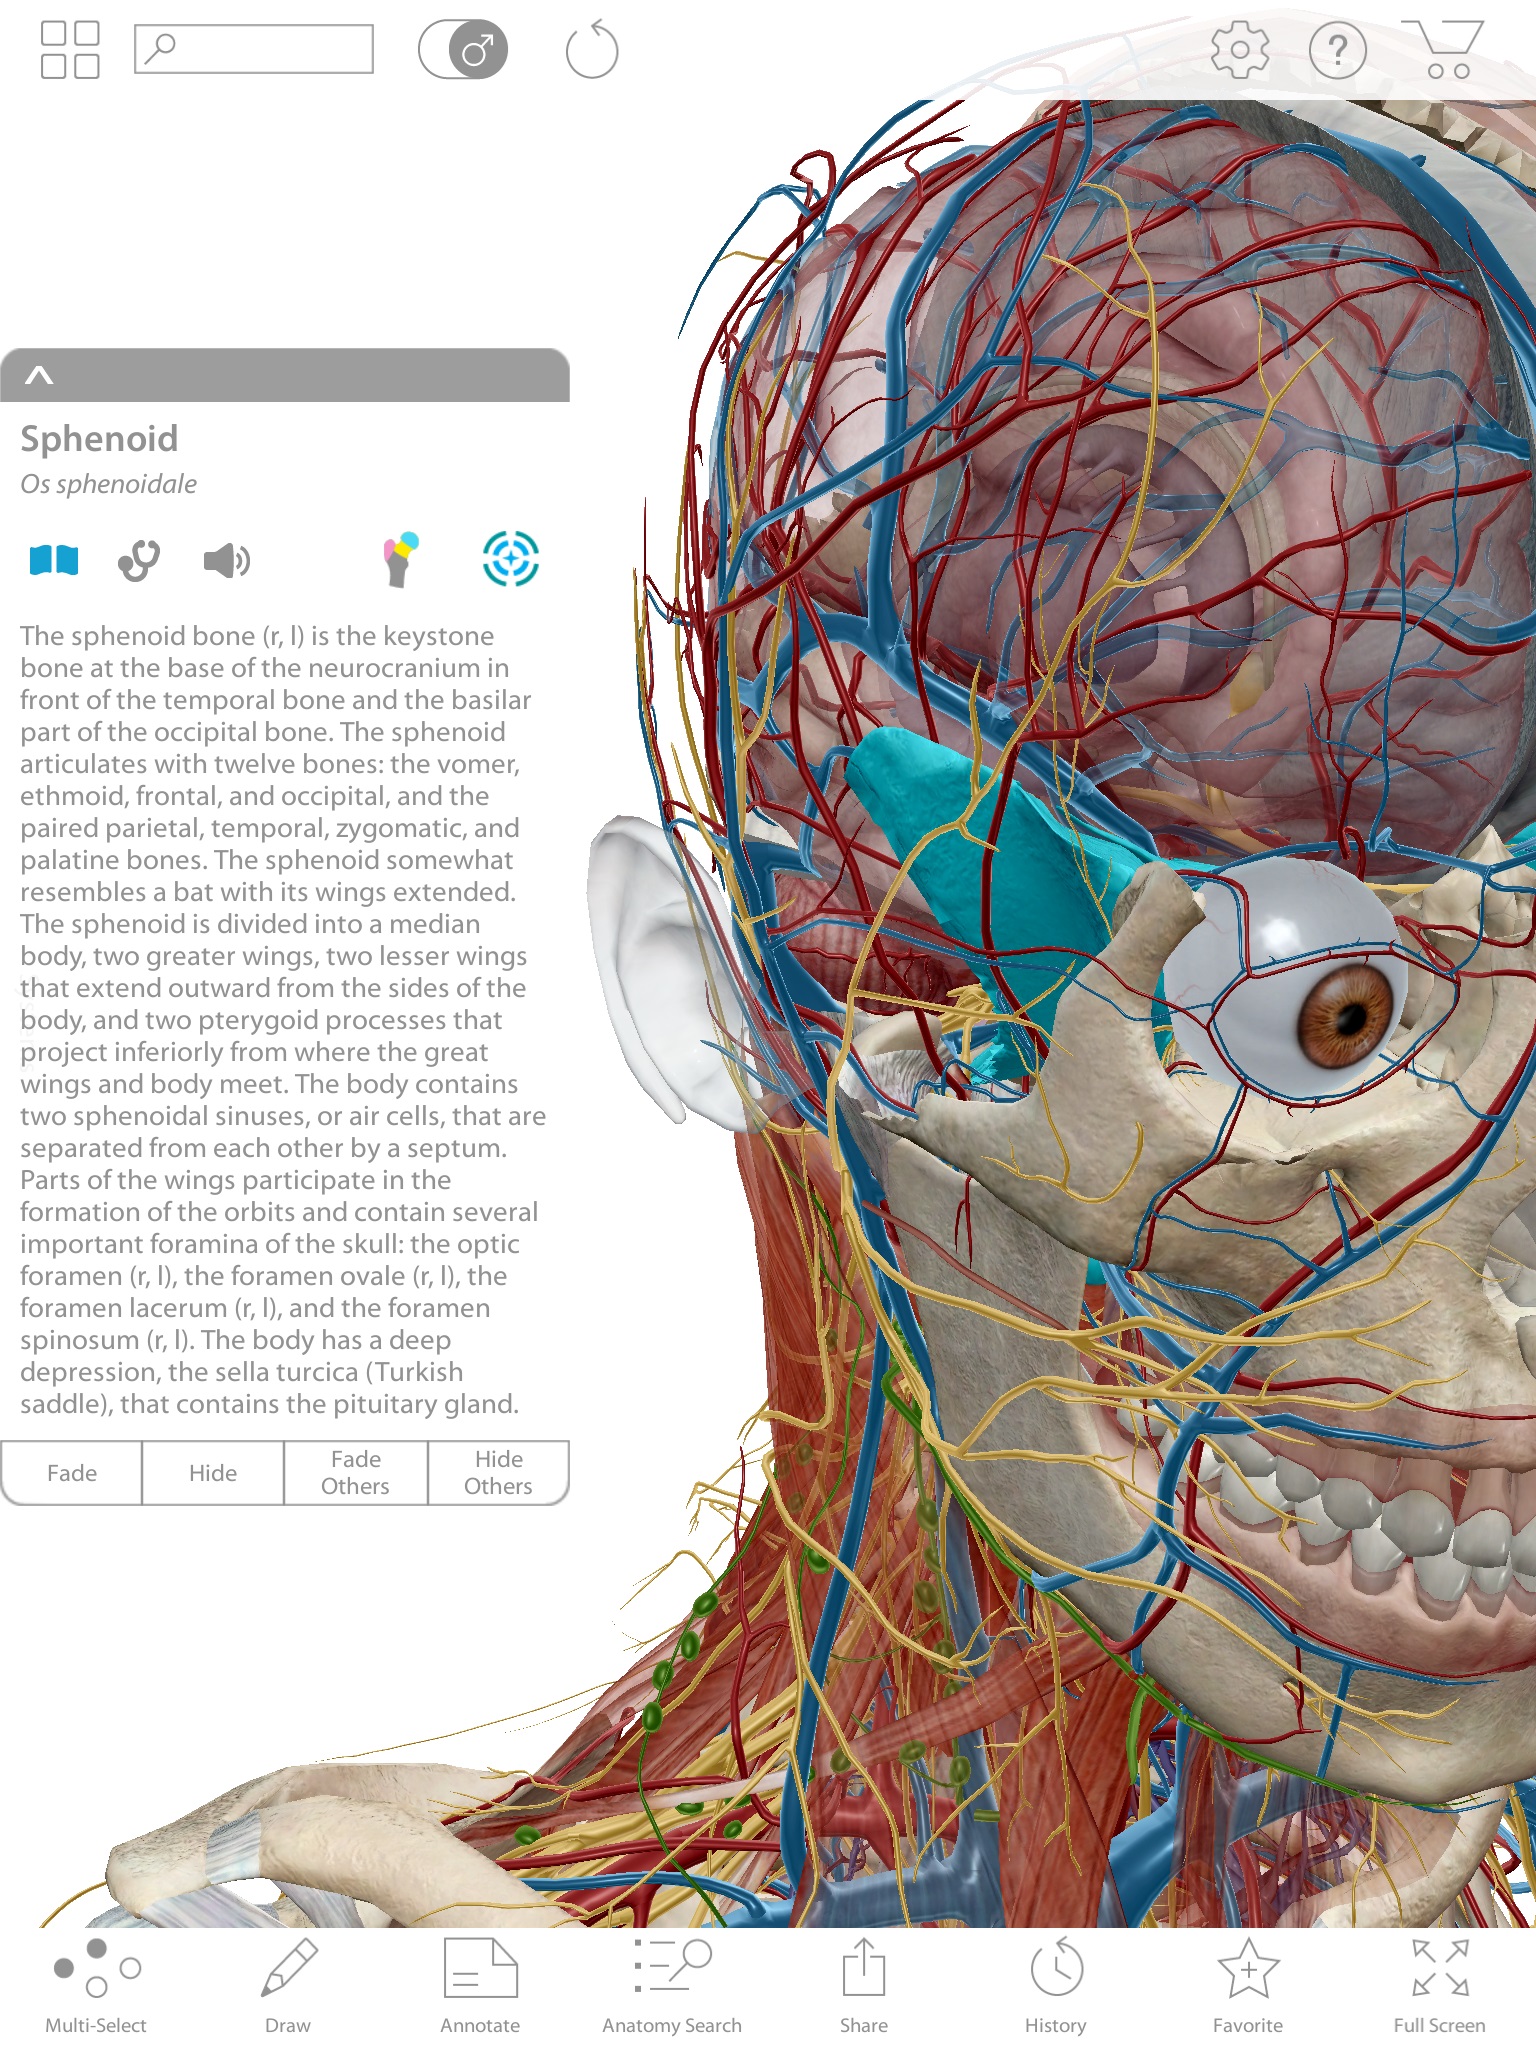 Sphenoid
Os sphenoidale
The sphenoid bone (r, l) is the keystone
bone at the base of the neurocranium in
front of the temporal bone and the basilar
part of the occipital bone. The sphenoid
articulates with twelve bones: the vomer,
ethmoid, frontal, and occipital, and the
paired parietal, temporal, zygomatic, and
palatine bones. The sphenoid somewhat
resembles a bat with its wings extended.
The sphenoid is divided into a median
body, two greater wings, two lesser wings
that extend outward from the sides of the
body, and two pterygoid processes that
project inferiorly from where the great
wings and body meet. The body contains
two sphenoidal sinuses, or air cells, that are
separated from each other by a septum.
Parts of the wings participate in the
formation of the orbits and contain several
important foramina of the skull: the optic
foramen (r, l), the foramen ovale (r, l), the
foramen lacerum (r, l), and the foramen
spinosum (r, l). The body has a deep
depression, the sella turcica (Turkish
saddle), that contains the pituitary gland.
Fade
Hide
Fade
Others
Hide
Others
Multi-Select
Draw
Annotate
Anatomy Search
Share
History
Favorite
Full Screen